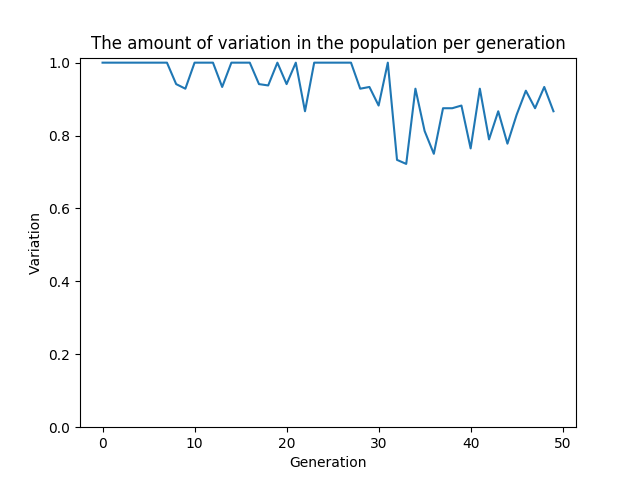 The amount of variation in the population per generation
1.0
0.8
0.6
0.4
0.2
0.0
Variation
0 10 20 30 40 50
Generation